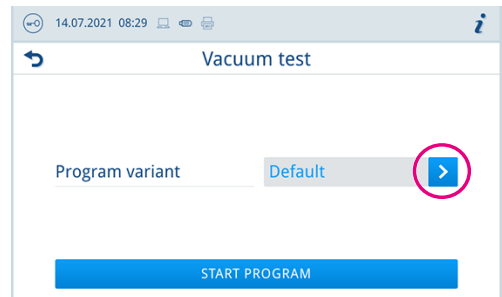 14.07.2021 08:29
Vacuum test
Program variant Default
START PROGRAM